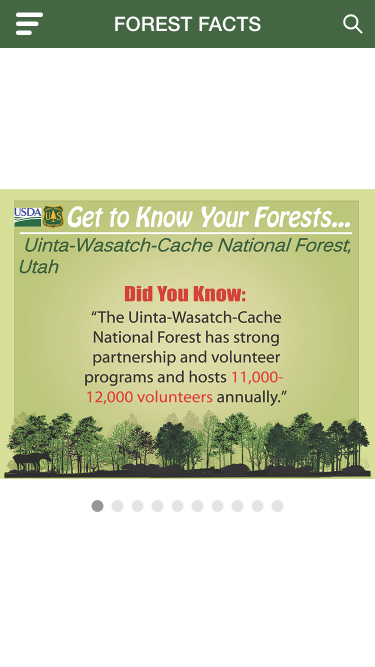 FOREST FACTS
USDA
UAS
Get to Know Your Forests...
Uinta-Wasatch-Cache National Forest,
Utah
Did You Know:
“The Uinta-Wasatch-Cache
National Forest has strong
partnership and volunteer
programs and hosts 11,000-
12,000 volunteers annually.”